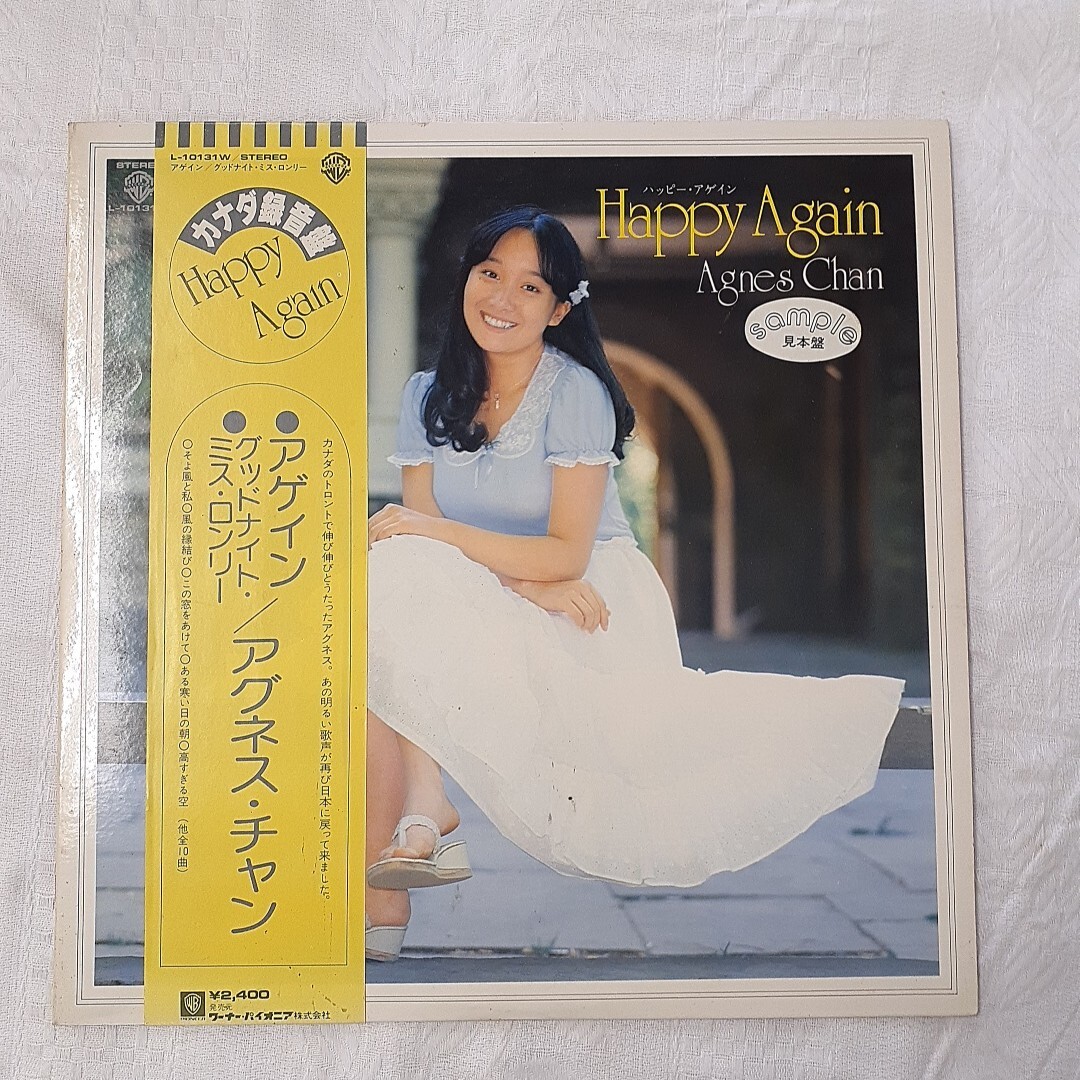 L-10131W/STEREO
アゲイン/グッドナイト・ミス・ロンリー
カナダ録音盤
Happy
Again
●アゲイン/アグネス・チャン
●グッドナイト・
ミス・ロンリー
カナダのトロントで伸び伸びとうたったアグネス。あの明るい歌声が再び日本に戻って来ました。
○そよ風と私○風の縁結び○この窓をあけて○ある寒い日の朝○高すぎる空 (他全10曲)
WB
PIONEER
¥2,400
発売元
ワーナー・パイオニア株式会社
STERE
L-10131
ハッピー・アゲイン
Happy Again
Agnes Chan
sample
見本盤